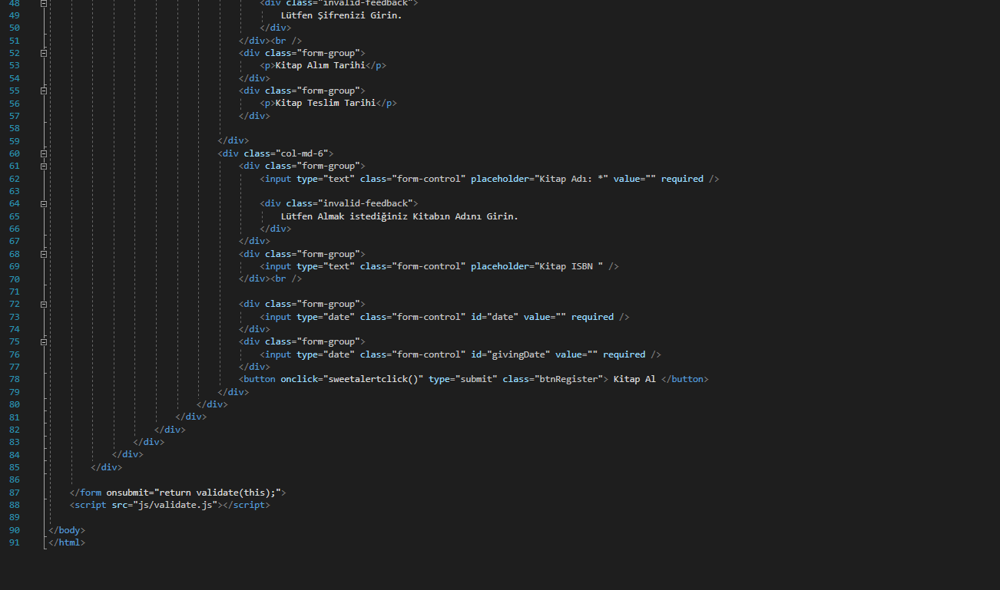 48 <div class="invalid-feedback">
49 Lütfen Şifrenizi Girin.
50 </div>
51 </div><br />
52 <div class="form-group">
53 <p>Kitap Alım Tarihi</p>
54 </div>
55 <div class="form-group">
56 <p>Kitap Teslim Tarihi</p>
57 </div>
58
59 </div>
60 <div class="col-md-6">
61 <div class="form-group">
62 <input type="text" class="form-control" placeholder="Kitap Adı: *" value="" required />
63
64 <div class="invalid-feedback">
65 Lütfen Almak istediğiniz Kitabın Adını Girin.
66 </div>
67 </div>
68 <div class="form-group">
69 <input type="text" class="form-control" placeholder="Kitap ISBN " />
70 </div><br />
71
72 <div class="form-group">
73 <input type="date" class="form-control" id="date" value="" required />
74 </div>
75 <div class="form-group">
76 <input type="date" class="form-control" id="givingDate" value="" required />
77 </div>
78 <button onclick="sweetalertclick()" type="submit" class="btnRegister"> Kitap Al </button>
79 </div>
80 </div>
81 </div>
82 </div>
83 </div>
84 </div>
85 </div>
86
87 </form onsubmit="return validate(this);">
88 <script src="js/validate.js"></script>
89
90 </body>
91 </html>